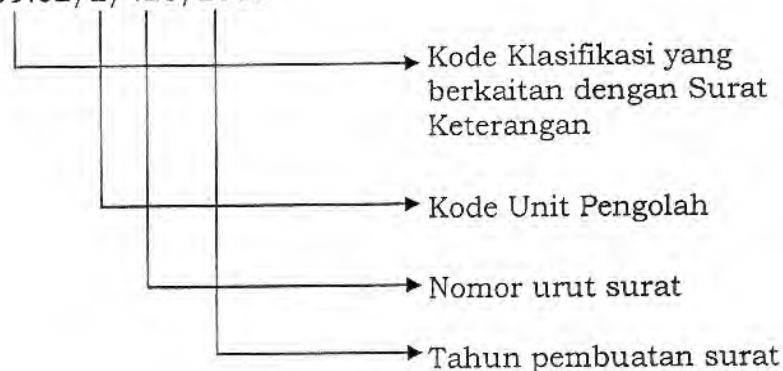 Kode Klasifikasi yang
berkaitan dengan Surat
Keterangan
Kode Unit Pengolah
Nomor urut surat
Tahun pembuatan surat